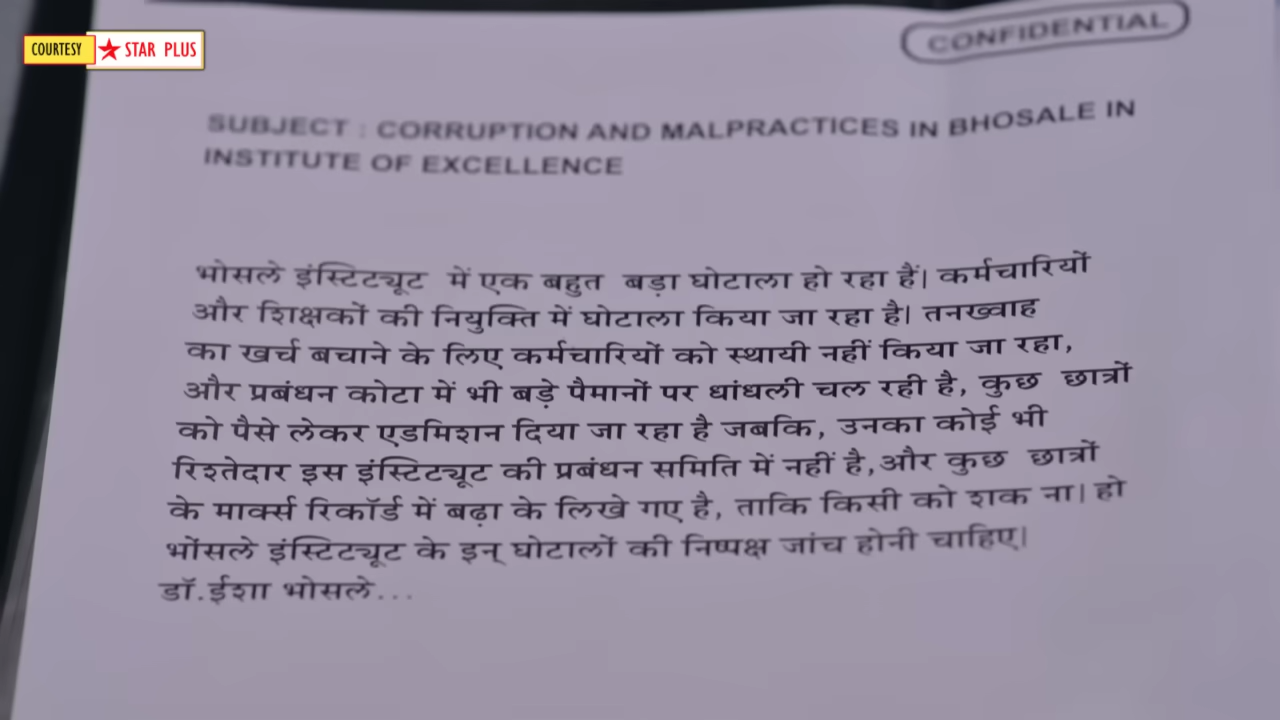 COURTESY STAR PLUS
CONFIDENTIAL
SUBJECT : CORRUPTION AND MALPRACTICES IN BHOSALE IN
INSTITUTE OF EXCELLENCE
भोसले इंस्टिट्यूट में एक बहुत बड़ा घोटाला हो रहा हैं| कर्मचारियों
और शिक्षकों की नियुक्ति में घोटाला किया जा रहा है| तनख्वाह
का खर्च बचाने के लिए कर्मचारियों को स्थायी नहीं किया जा रहा,
और प्रबंधन कोटा में भी बड़े पैमानों पर धांधली चल रही है, कुछ छात्रों
को पैसे लेकर एडमिशन दिया जा रहा है जबकि, उनका कोई भी
रिश्तेदार इस इंस्टिट्यूट की प्रबंधन समिति में नहीं है,और कुछ छात्रों
के मार्क्स रिकॉर्ड में बढ़ा के लिखे गए है, ताकि किसी को शक ना| हो
भोंसले इंस्टिट्यूट के इन् घोटालों की निष्पक्ष जांच होनी चाहिए|
डॉ.ईशा भोसले...